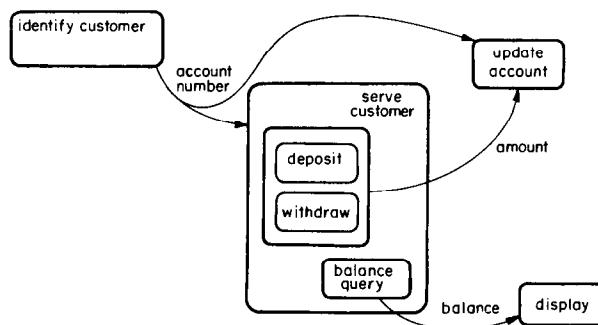 identify customer
update
account
account
number
serve
customer
deposit
amount
withdraw
balance
query
balance
display